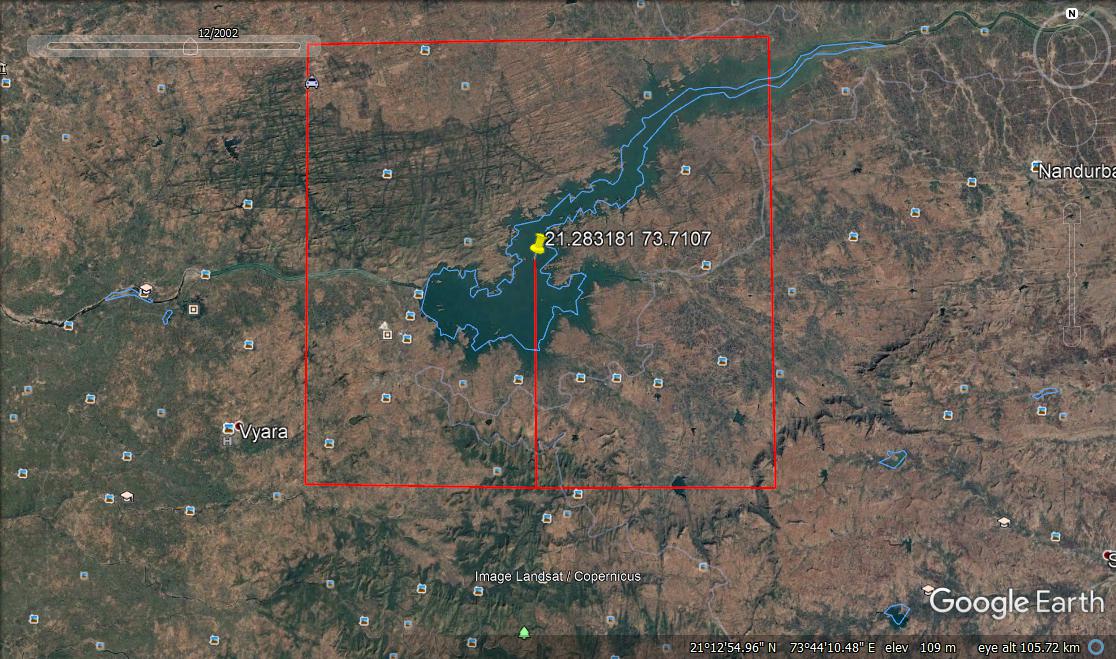 12/2002
N
Nandurba
21.283181 73.7107
Vyara
H
S
Image Landsat / Copernicus
Google Earth
21°12'54.96" N 73°44'10.48" E elev 109 m eye alt 105.72 km